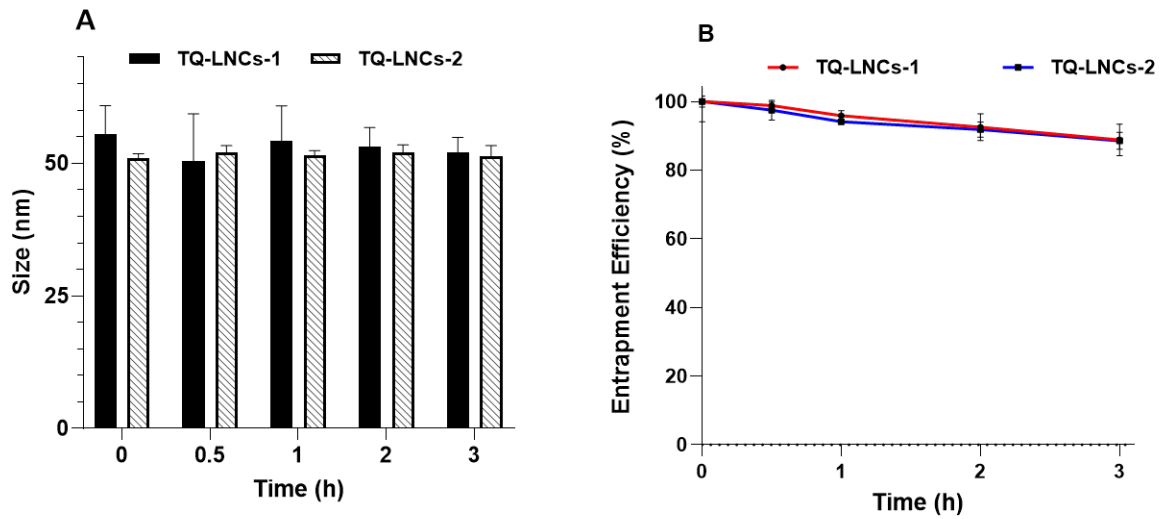 A
TQ-LNCs-1 TQ-LNCs-2
Size (nm)
50
25
0
0 0.5 1 2 3
Time (h)
B
TQ-LNCs-1 TQ-LNCs-2
Entrapment Efficiency (%)
100
80
60
40
20
0
0 1 2 3
Time (h)